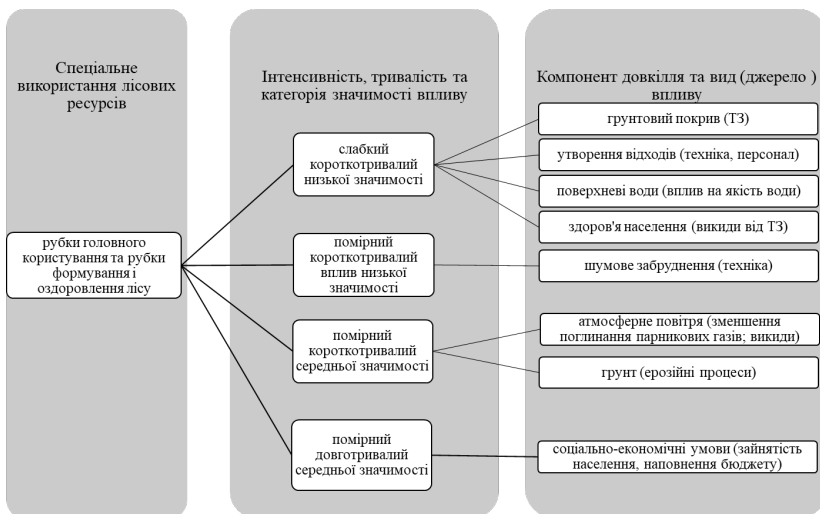 Спеціальне
використання лісових
ресурсів
рубки головного
користування та рубки
формування і
оздоровлення лісу
Інтенсивність, тривалість та
категорія значимості впливу
слабкий
короткотривалий
низької значимості
помірний
короткотривалий
вплив низької
значимості
помірний
короткотривалий
середньої значимості
помірний
довготривалий
середньої значимості
Компонент довкілля та вид (джерело )
впливу
грунтовий покрив (ТЗ)
утворення відходів (техніка, персонал)
поверхневі води (вплив на якість води)
здоров'я населення (викиди від ТЗ)
шумове забруднення (техніка)
атмосферне повітря (зменшення
поглинання парникових газів; викиди)
грунт (ерозійні процеси)
соціально-економічні умови (зайнятість
населення, наповнення бюджету)